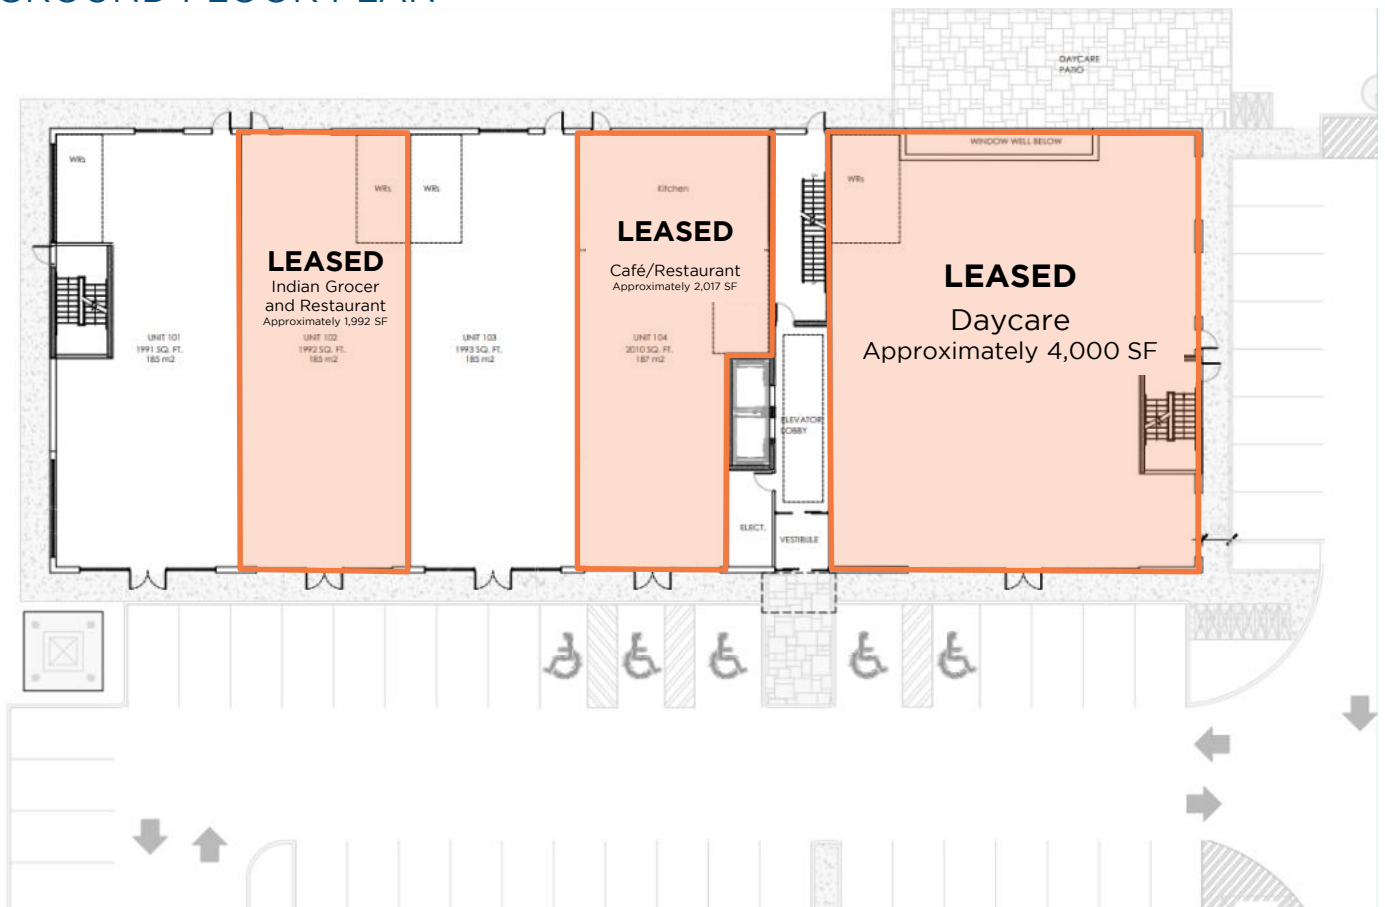 GROUND FLOOR PLAN
DAYCARE
PATIO
WINDOW WELL BELOW
WRs
WRs
WRs
Kitchen
WRs
LEASED
Indian Grocer
and Restaurant
Approximately 1,992 SF
LEASED
Café/Restaurant
Approximately 2,017 SF
LEASED
Daycare
Approximately 4,000 SF
UNIT 101
1991 SQ. FT.
185 m2
UNIT 102
1992 SQ. FT.
185 m2
UNIT 103
1993 SQ. FT.
185 m2
UNIT 104
2010 SQ. FT.
187 m2
ELEVATOR
LOBBY
ELECT.
VESTIBULE